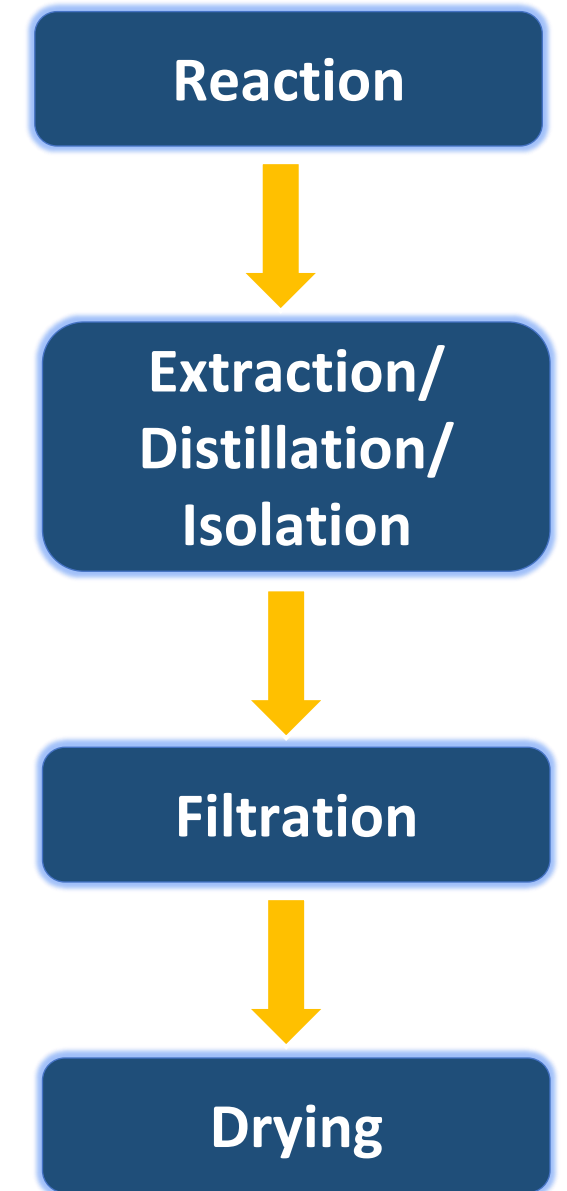 Reaction
Extraction/
Distillation/
Isolation
Filtration
Drying